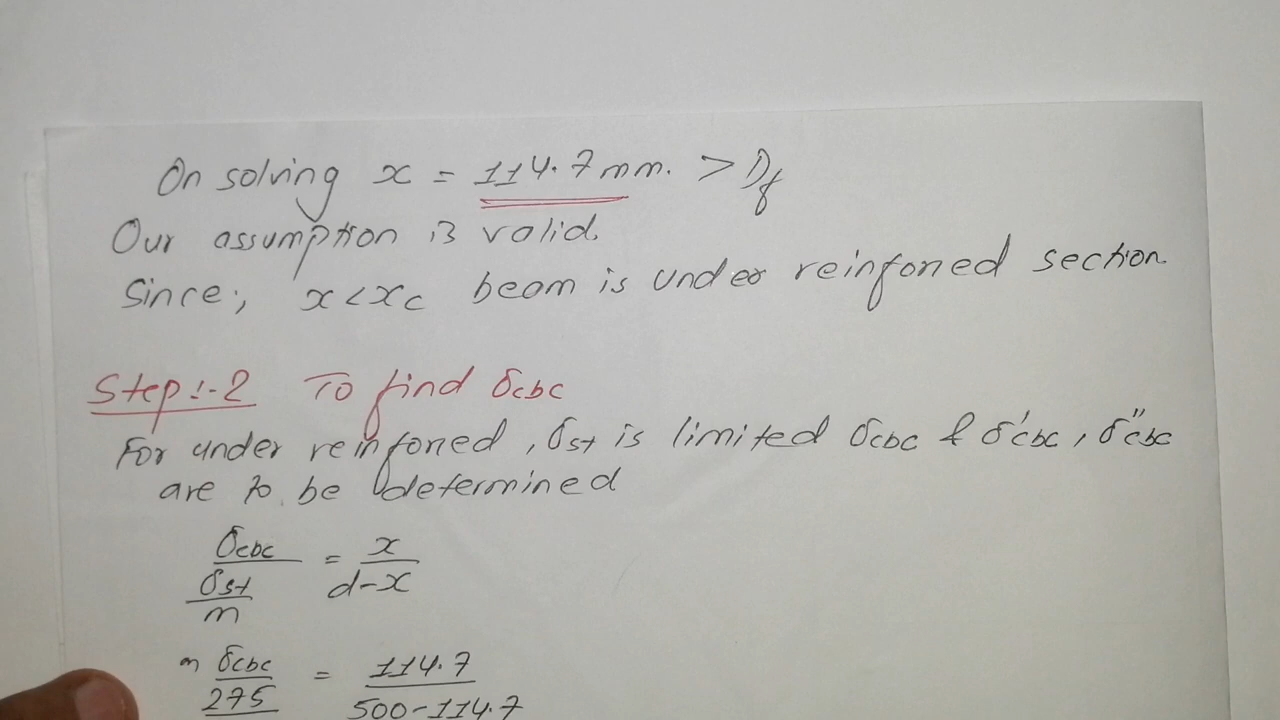 On solving x = 114.7 mm. > Df
Our assumption is valid.
Since;, x < xc beam is under reinforced section.
Step:-2 To find σcbc
For under reinforced, σst is limited σcbc & σ'cbc, σ"cbc
are to be determined
σcbc / (σst / m) = x / d-x
σcbc / 275 = 114.7 / 500-114.7